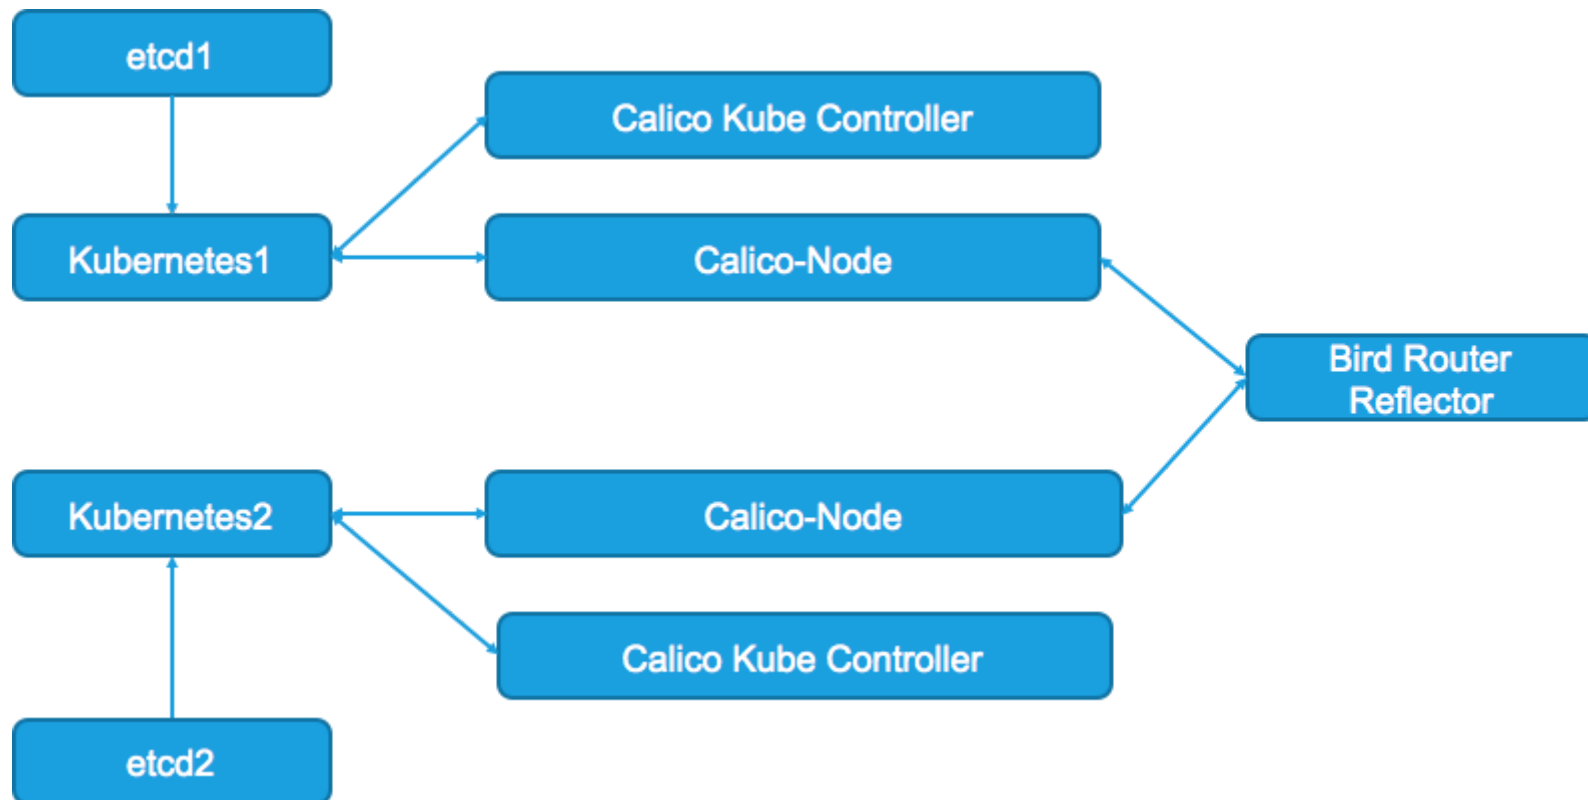 etcd1
Calico Kube Controller
Kubernetes1
Calico-Node
Bird Router
Reflector
Kubernetes2
Calico-Node
Calico Kube Controller
etcd2